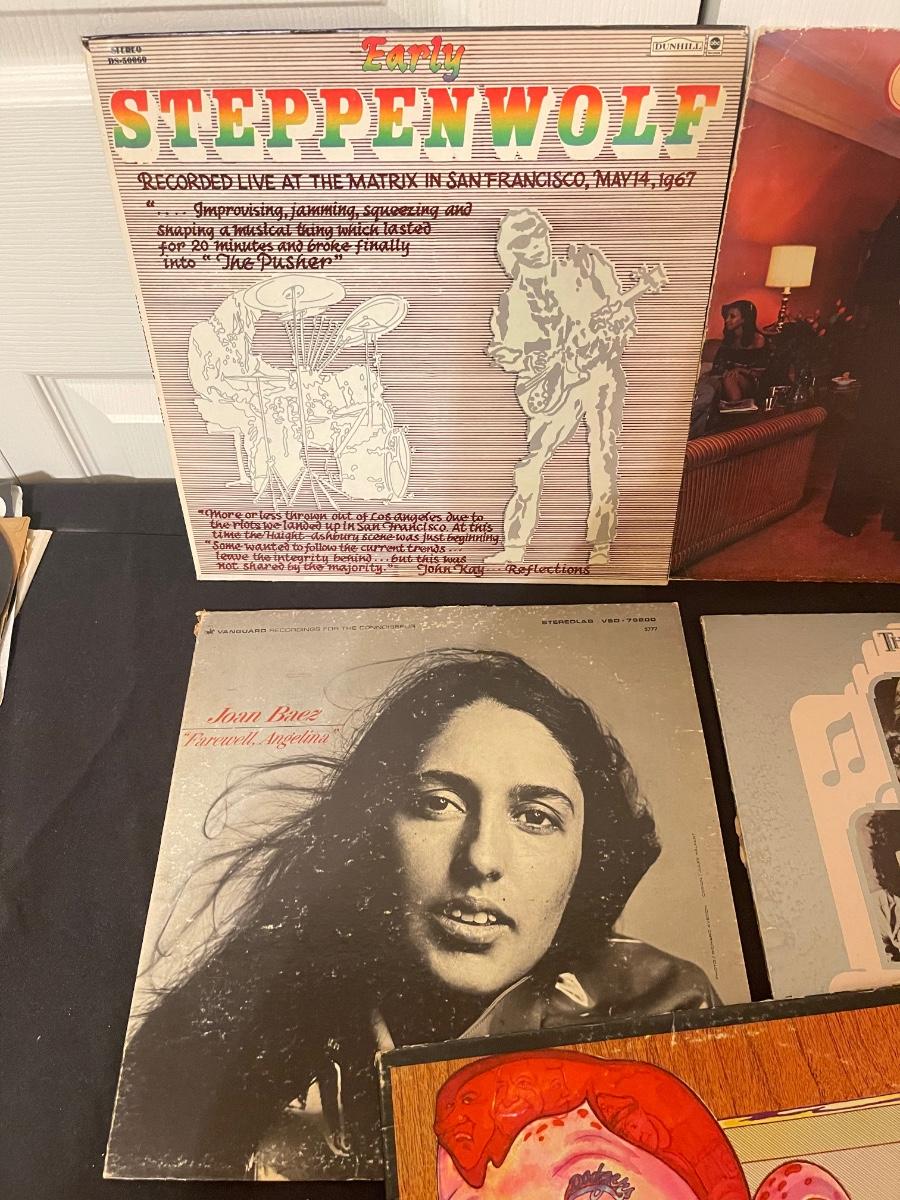 STEREO
DS-50060
Early
DUNHILL abc
STEPPENWOLF
RECORDED LIVE AT THE MATRIX IN SAN FRANCISCO, MAY 14, 1967
".... Improvising, jamming, squeezing and
shaping a musical thing which lasted
for 20 minutes and broke finally
into "The Pusher"
"More or less thrown out of Los Angeles due to
the riots we landed up in San Francisco. At this
time the Haight-Ashbury scene was just beginning
"Some wanted to follow the current trends...
leave the integrity behind... but this was
not shared by the majority." John Kay - Reflections
VANGUARD RECORDINGS FOR THE CONNOISSEUR
STEREOLAB VSD•79200
Joan Baez
"Farewell, Angelina"
Dodgers